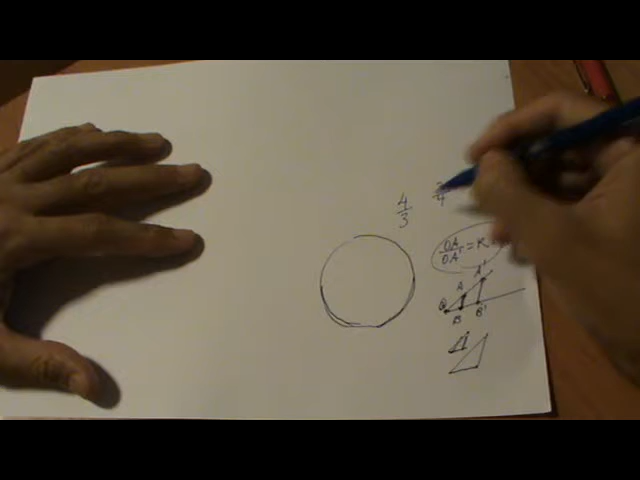 4/3
OA/OA' = K
A A'
O
B B'